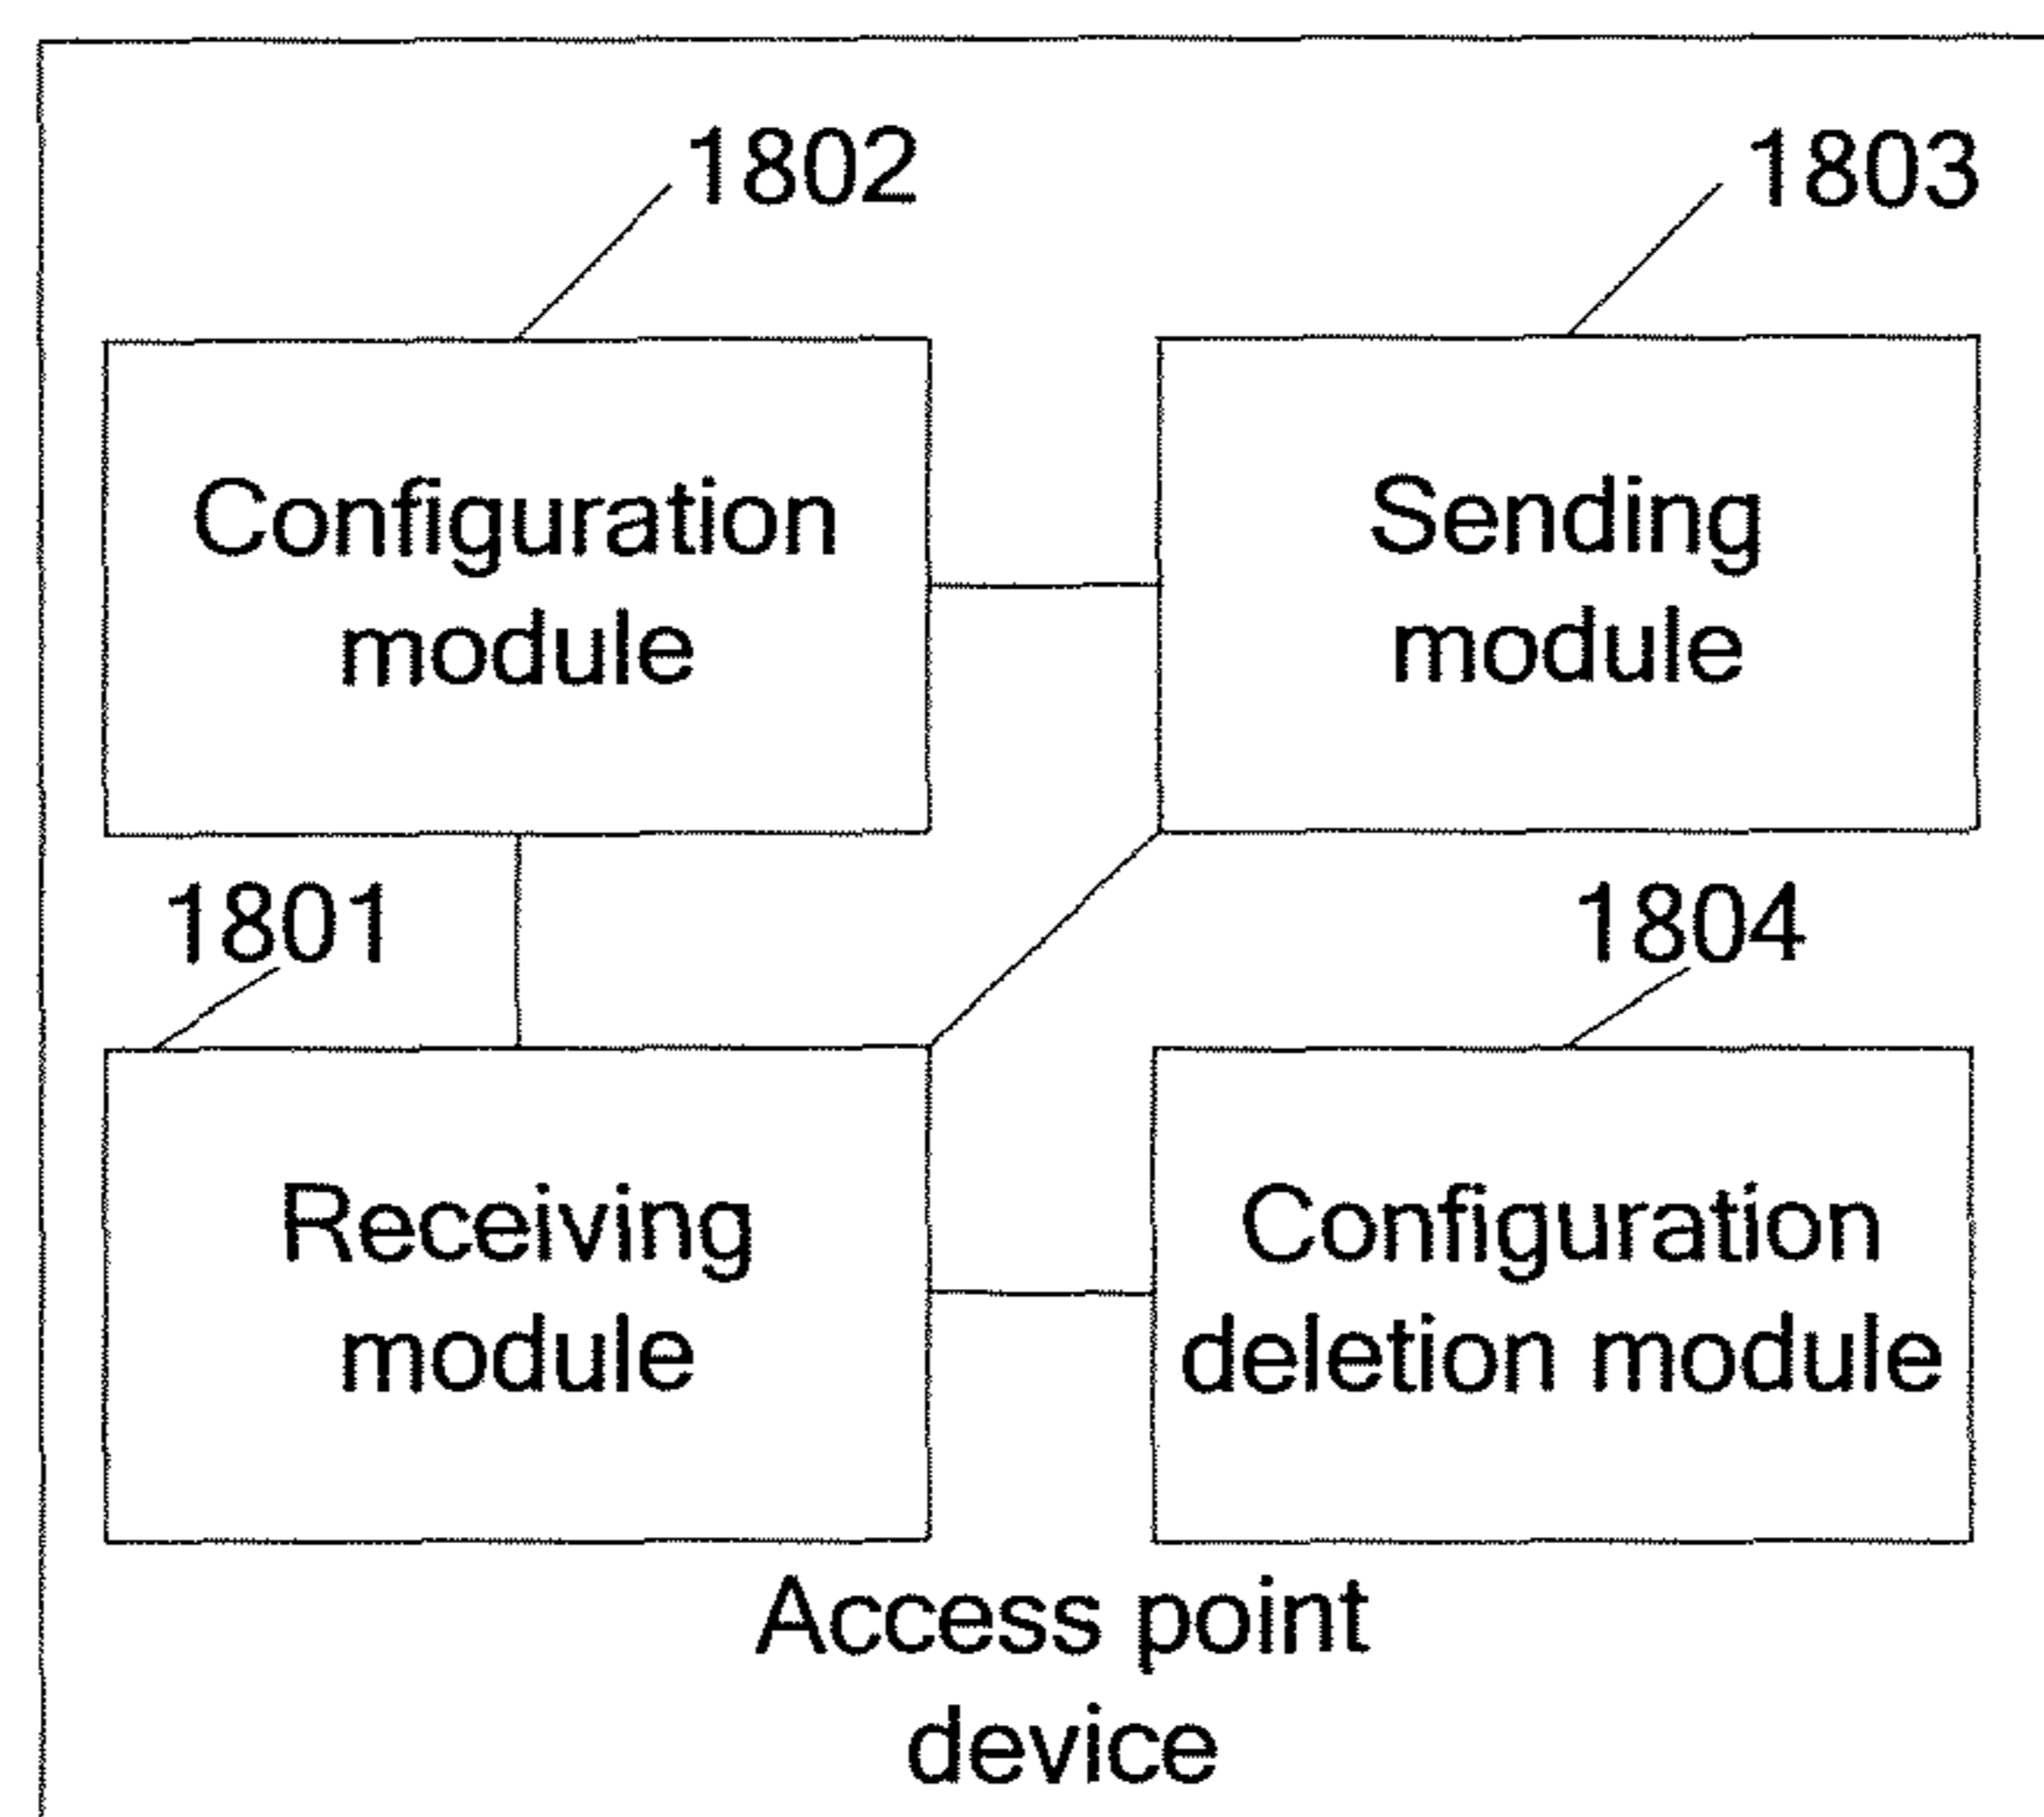 1802
1803
Configuration
module
Sending
module
1801
1804
Receiving
module
Configuration
deletion module
Access point
device